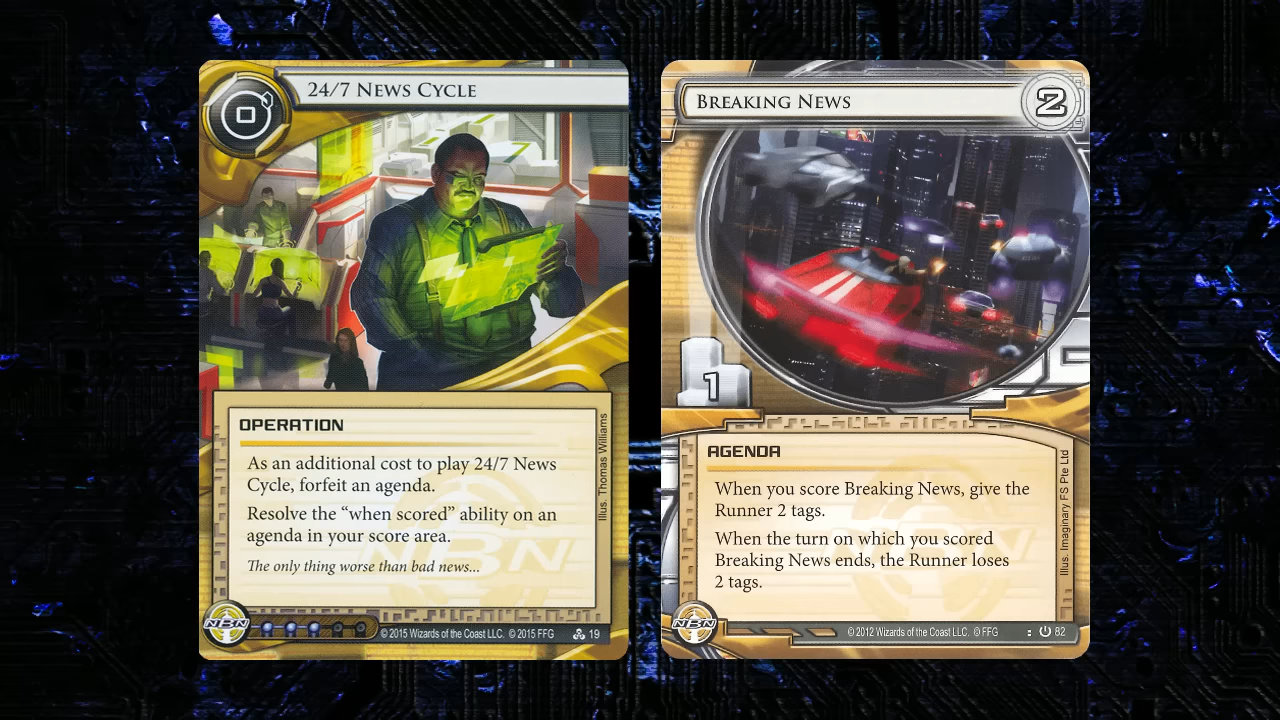 24/7 News Cycle
OPERATION
As an additional cost to play 24/7 News
Cycle, forfeit an agenda.
Resolve the “when scored” ability on an
agenda in your score area.
The only thing worse than bad news...
Illus. Thomas Williams
NBN
© 2015 Wizards of the Coast LLC. © 2015 FFG
19
Breaking News
2
1
AGENDA
When you score Breaking News, give the
Runner 2 tags.
When the turn on which you scored
Breaking News ends, the Runner loses
2 tags.
Illus. Imaginary FS Pte Ltd
NBN
© 2012 Wizards of the Coast LLC. © FFG
82